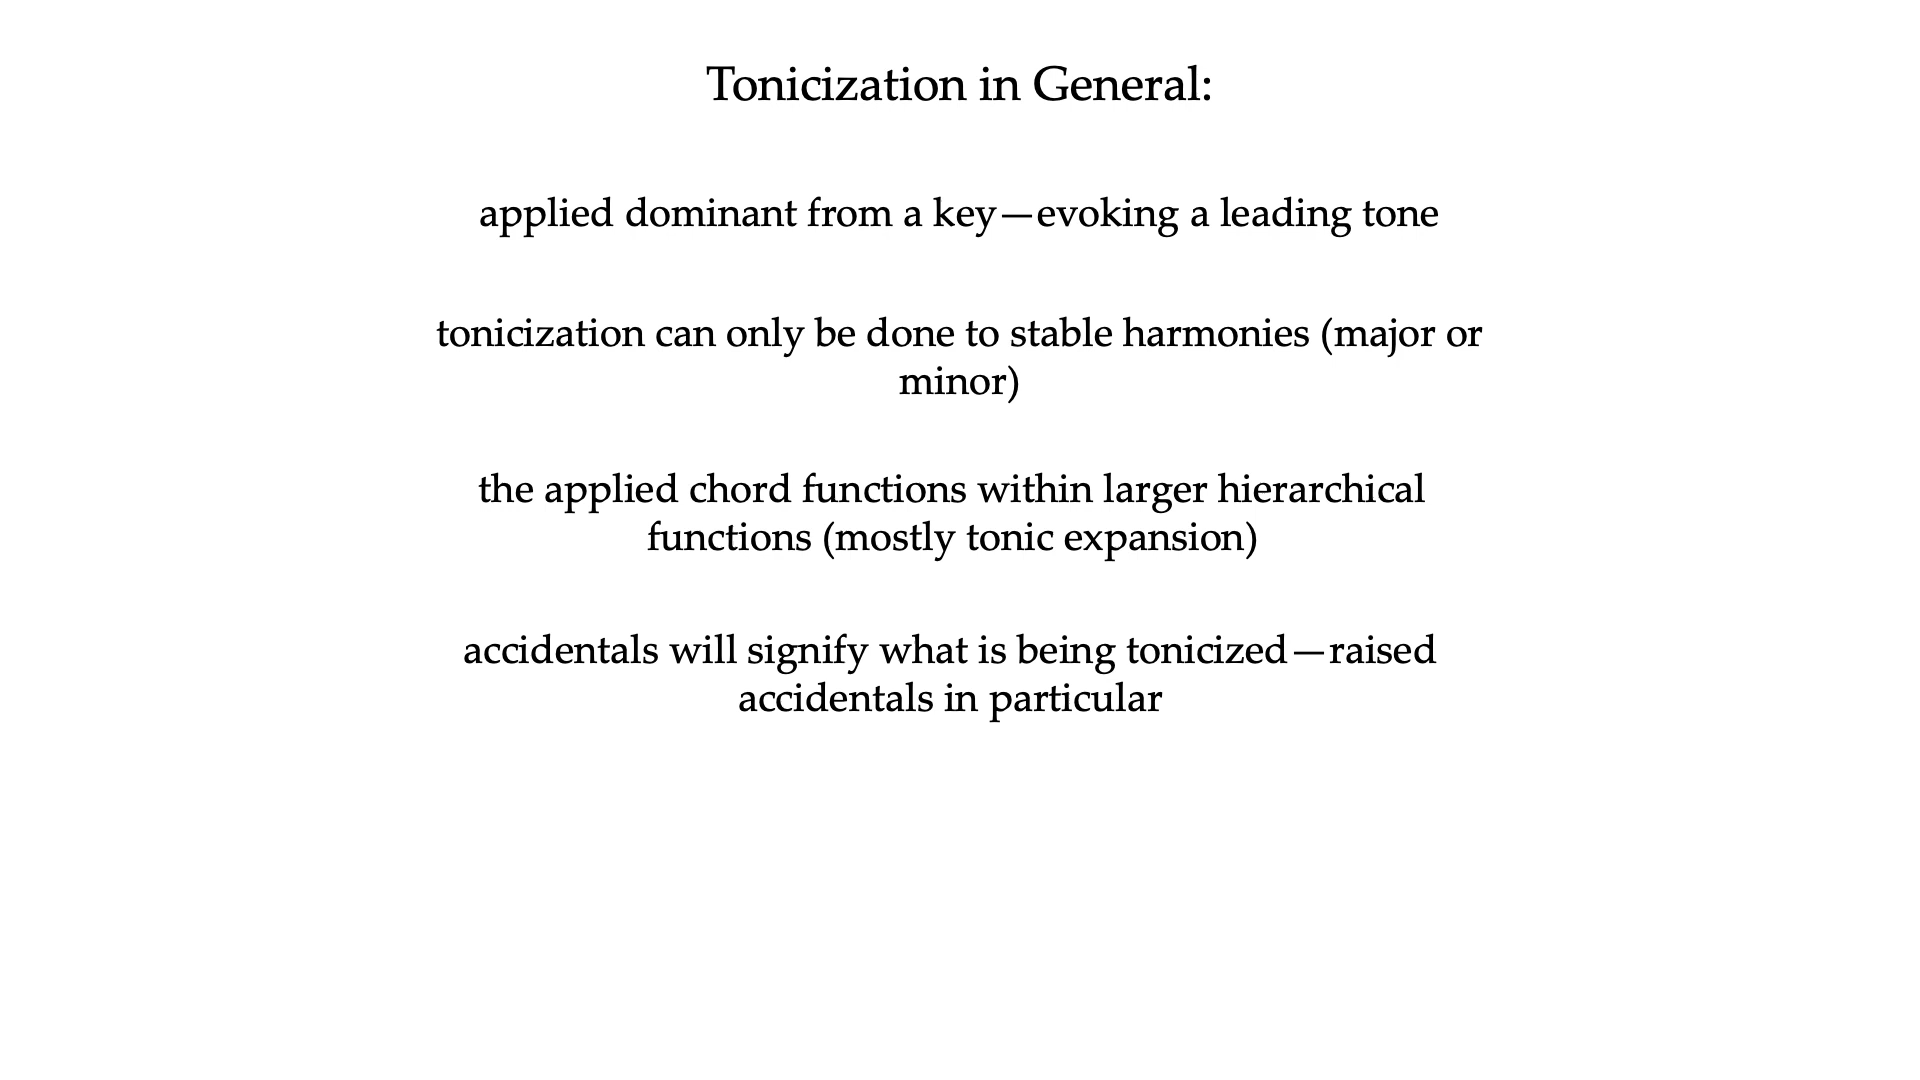 Tonicization in General:
applied dominant from a key—evoking a leading tone
tonicization can only be done to stable harmonies (major or
minor)
the applied chord functions within larger hierarchical
functions (mostly tonic expansion)
accidentals will signify what is being tonicized—raised
accidentals in particular